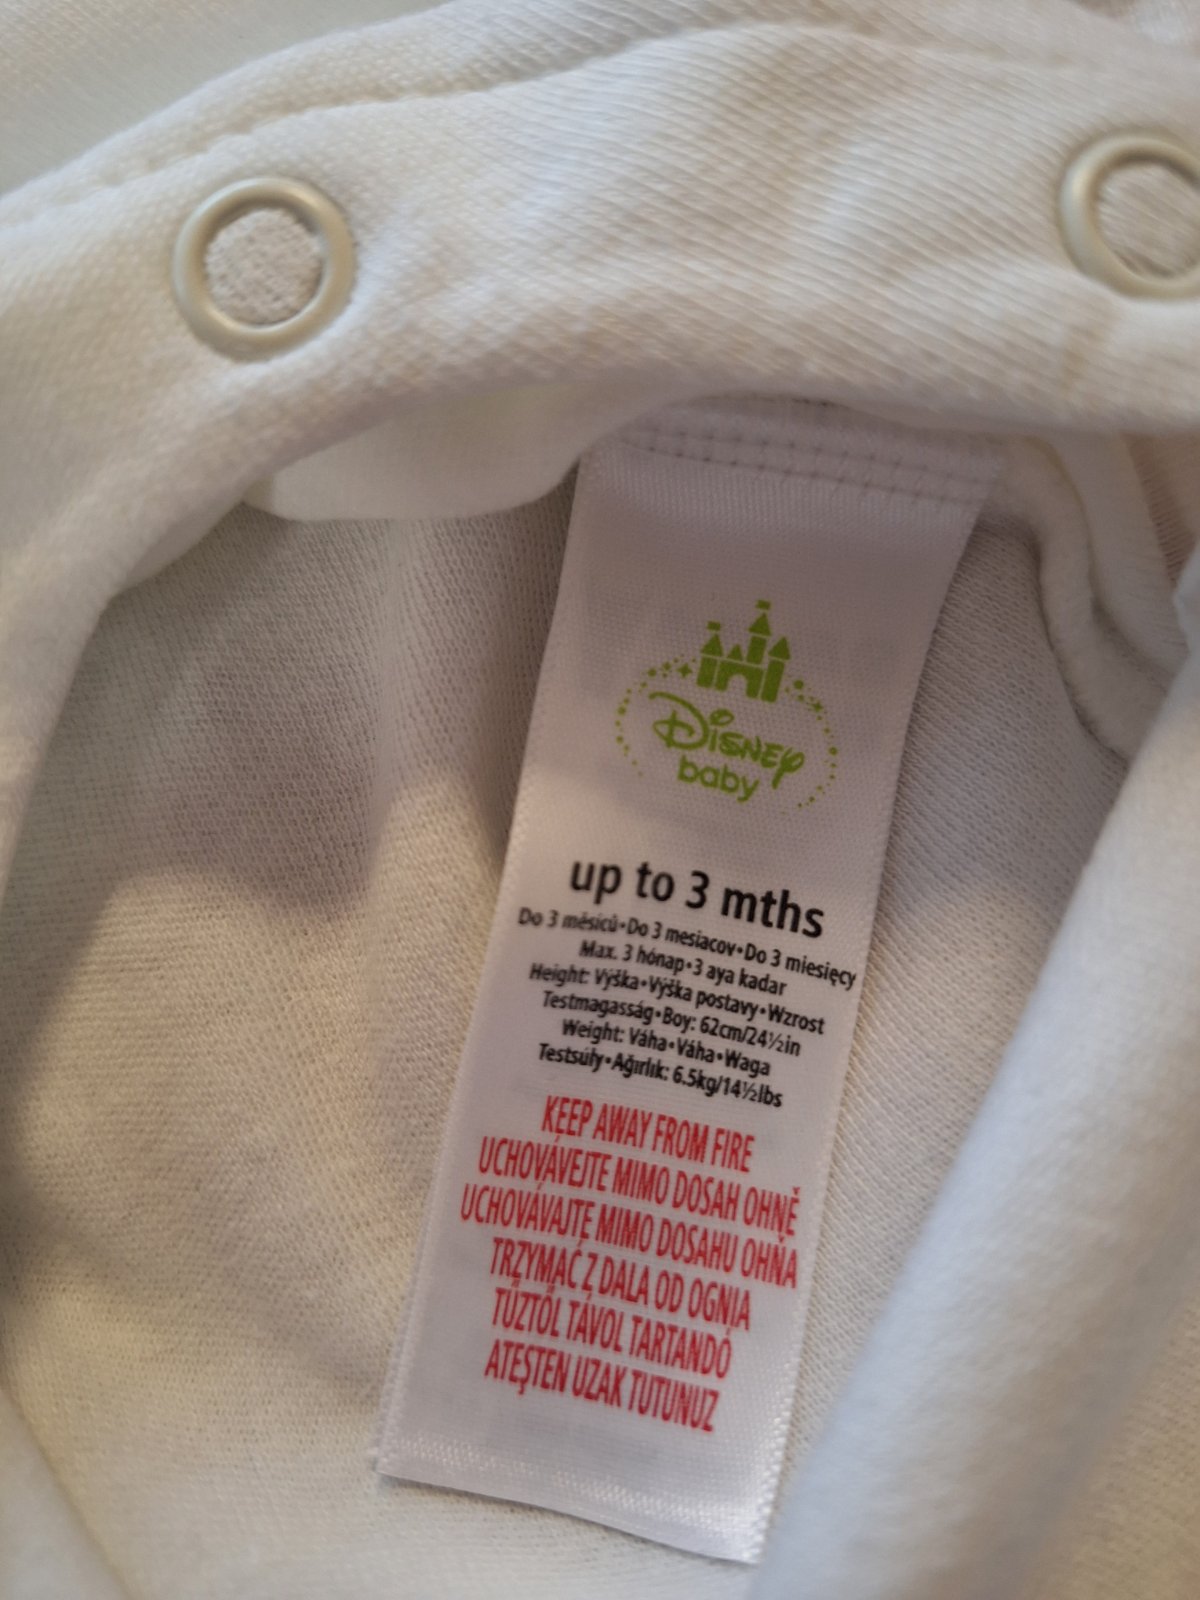 Disney
baby
up to 3 mths
Do 3 měsíců•Do 3 mesiacov•Do 3 miesięcy
Max. 3 hónap•3 aya kadar
Height: Výška•Výška postavy•Wzrost
Testmagasság•Boy: 62cm/24½in
Weight: Váha•Váha•Waga
Testsúly•Ağırlık: 6.5kg/14½lbs
KEEP AWAY FROM FIRE
UCHOVÁVEJTE MIMO DOSAH OHNĚ
UCHOVÁVAJTE MIMO DOSAHU OHŇA
TRZYMAĆ Z DALA OD OGNIA
TŰZTŐL TÁVOL TARTANDÓ
ATEŞTEN UZAK TUTUNUZ